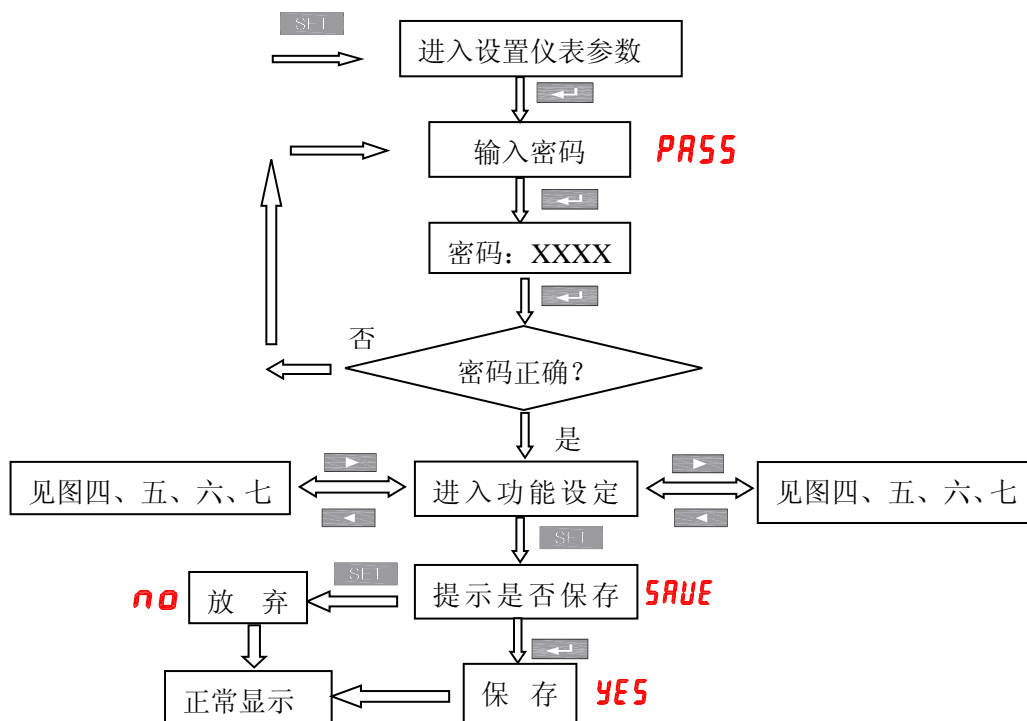 SET
进入设置仪表参数
输入密码
PASS
密码：XXXX
否
密码正确？
是
见图四、五、六、七
进入功能设定
见图四、五、六、七
SET
SET
no
放 弃
提示是否保存
SAVE
正常显示
保 存
YES